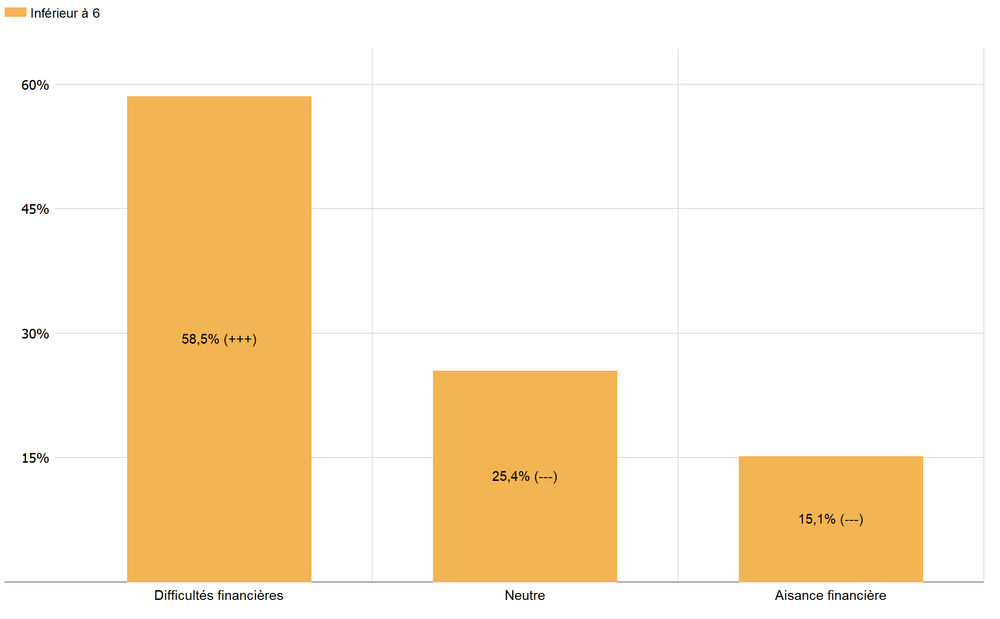 Inférieur à 6
60%
45%
30%
15%
58,5% (+++)
25,4% (---)
15,1% (---)
Difficultés financières
Neutre
Aisance financière